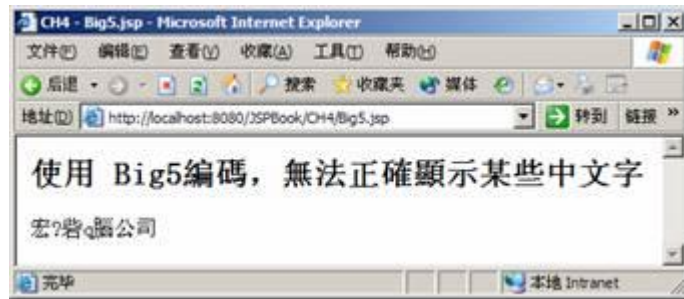 CH4 - Big5.jsp - Microsoft Internet Explorer
文件(F) 编辑(E) 查看(V) 收藏(A) 工具(T) 帮助(H)
后退 搜索 收藏夹 媒体
地址(D) http://localhost:8080/JSPBook/CH4/Big5.jsp 转到 链接 »
使用 Big5編碼，無法正確顯示某些中文字
宏?砦q腦公司
完毕 本地 Intranet